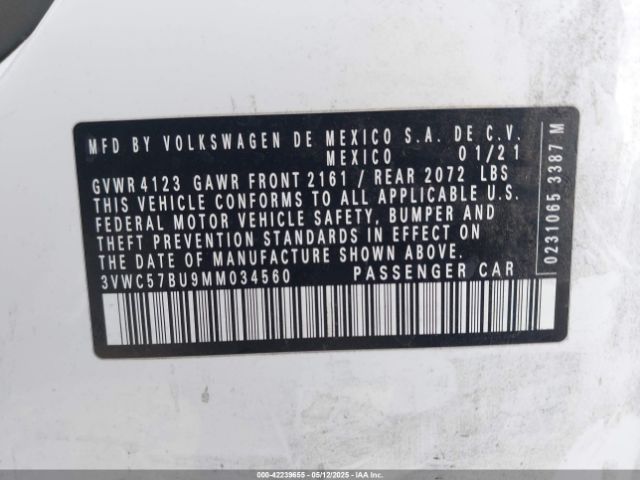 MFD BY VOLKSWAGEN DE MEXICO S.A. DE C.V.
MEXICO 01/21
GVWR 4123 GAWR FRONT 2161 / REAR 2072 LBS
THIS VEHICLE CONFORMS TO ALL APPLICABLE U.S.
FEDERAL MOTOR VEHICLE SAFETY, BUMPER AND
THEFT PREVENTION STANDARDS IN EFFECT ON
THE DATE OF MANUFACTURE SHOWN ABOVE.
3VWC57BU9MM034560 PASSENGER CAR
0231065 3387 M
000-42239655 - 05/12/2025 - IAAI.COM